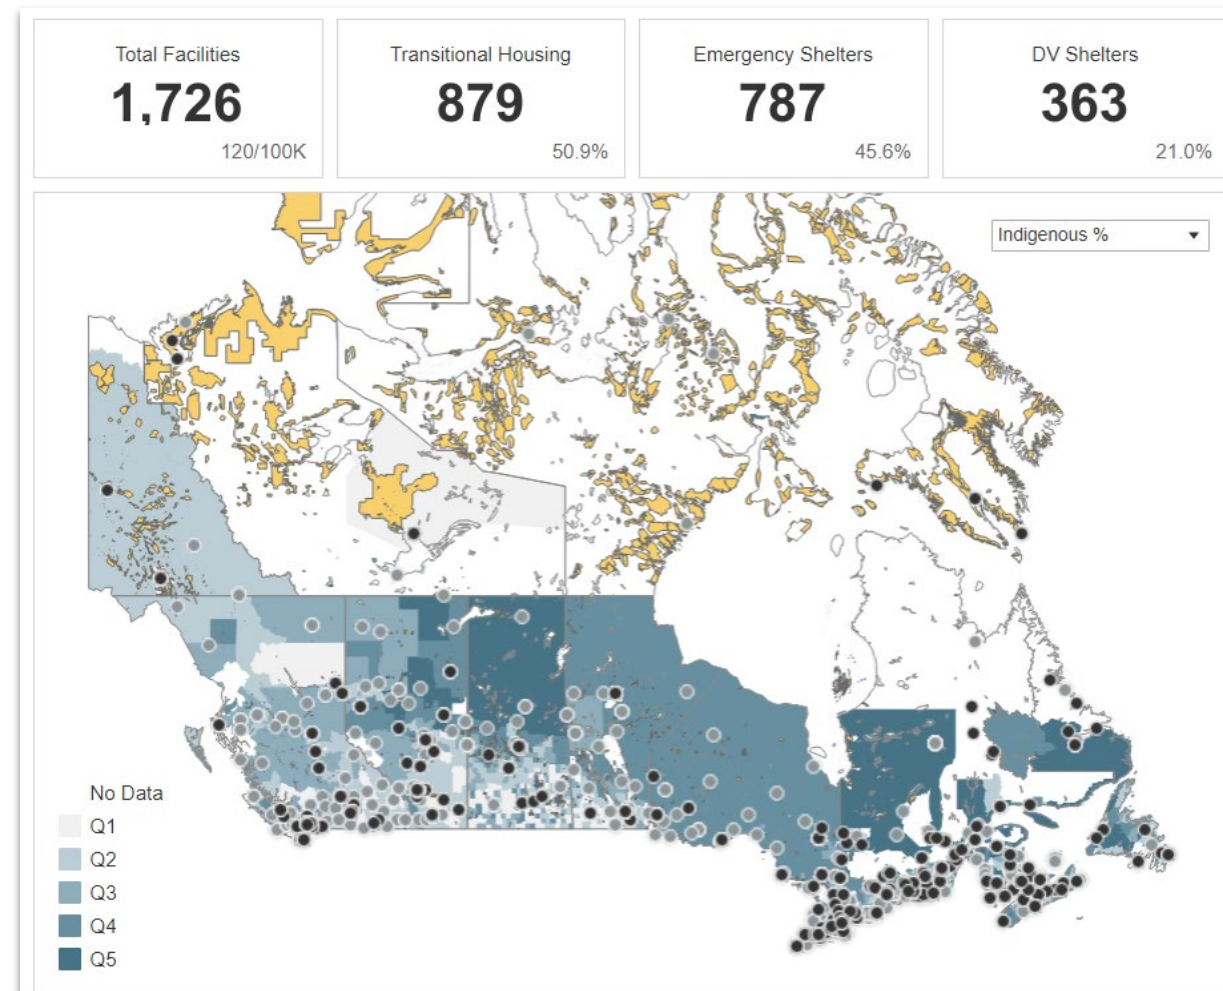 Total Facilities
1,726
120/100K
Transitional Housing
879
50.9%
Emergency Shelters
787
45.6%
DV Shelters
363
21.0%
Indigenous %
No Data
Q1
Q2
Q3
Q4
Q5